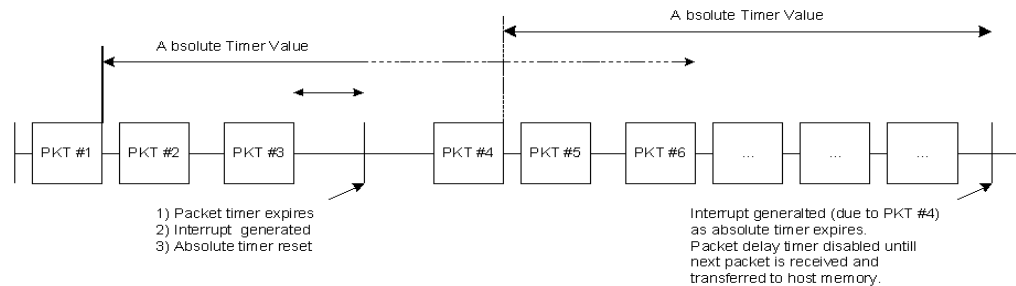 A bsolute Timer Value
A bsolute Timer Value
PKT #1
PKT #2
PKT #3
PKT #4
PKT #5
PKT #6
...
...
...
1) Packet timer expires
2) Interrupt generated
3) Absolute timer reset
Interrupt generalted (due to PKT #4)
as absolute timer expires.
Packet delay timer disabled untill
next packet is received and
transferred to host memory.